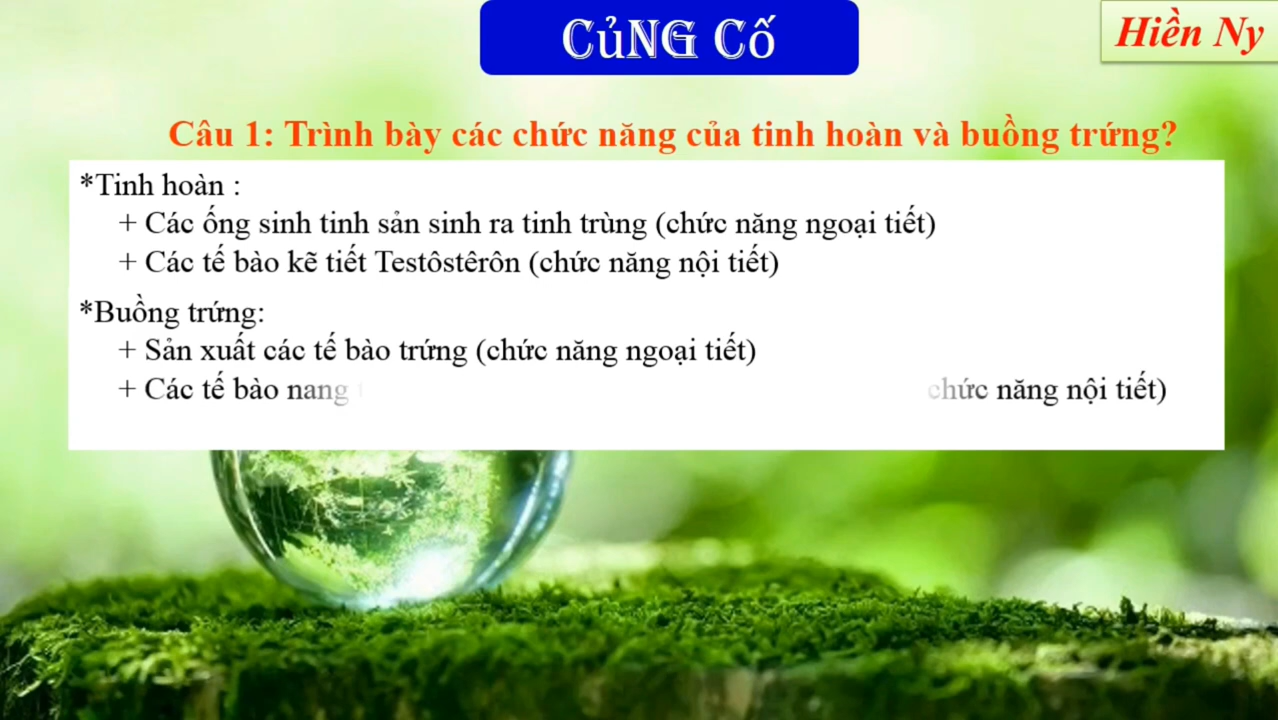 CủNG Cố
Hiền Ny
Câu 1: Trình bày các chức năng của tinh hoàn và buồng trứng?
*Tinh hoàn :
+ Các ống sinh tinh sản sinh ra tinh trùng (chức năng ngoại tiết)
+ Các tế bào kẽ tiết Testôstêrôn (chức năng nội tiết)
*Buồng trứng:
+ Sản xuất các tế bào trứng (chức năng ngoại tiết)
+ Các tế bào nang chức năng nội tiết)